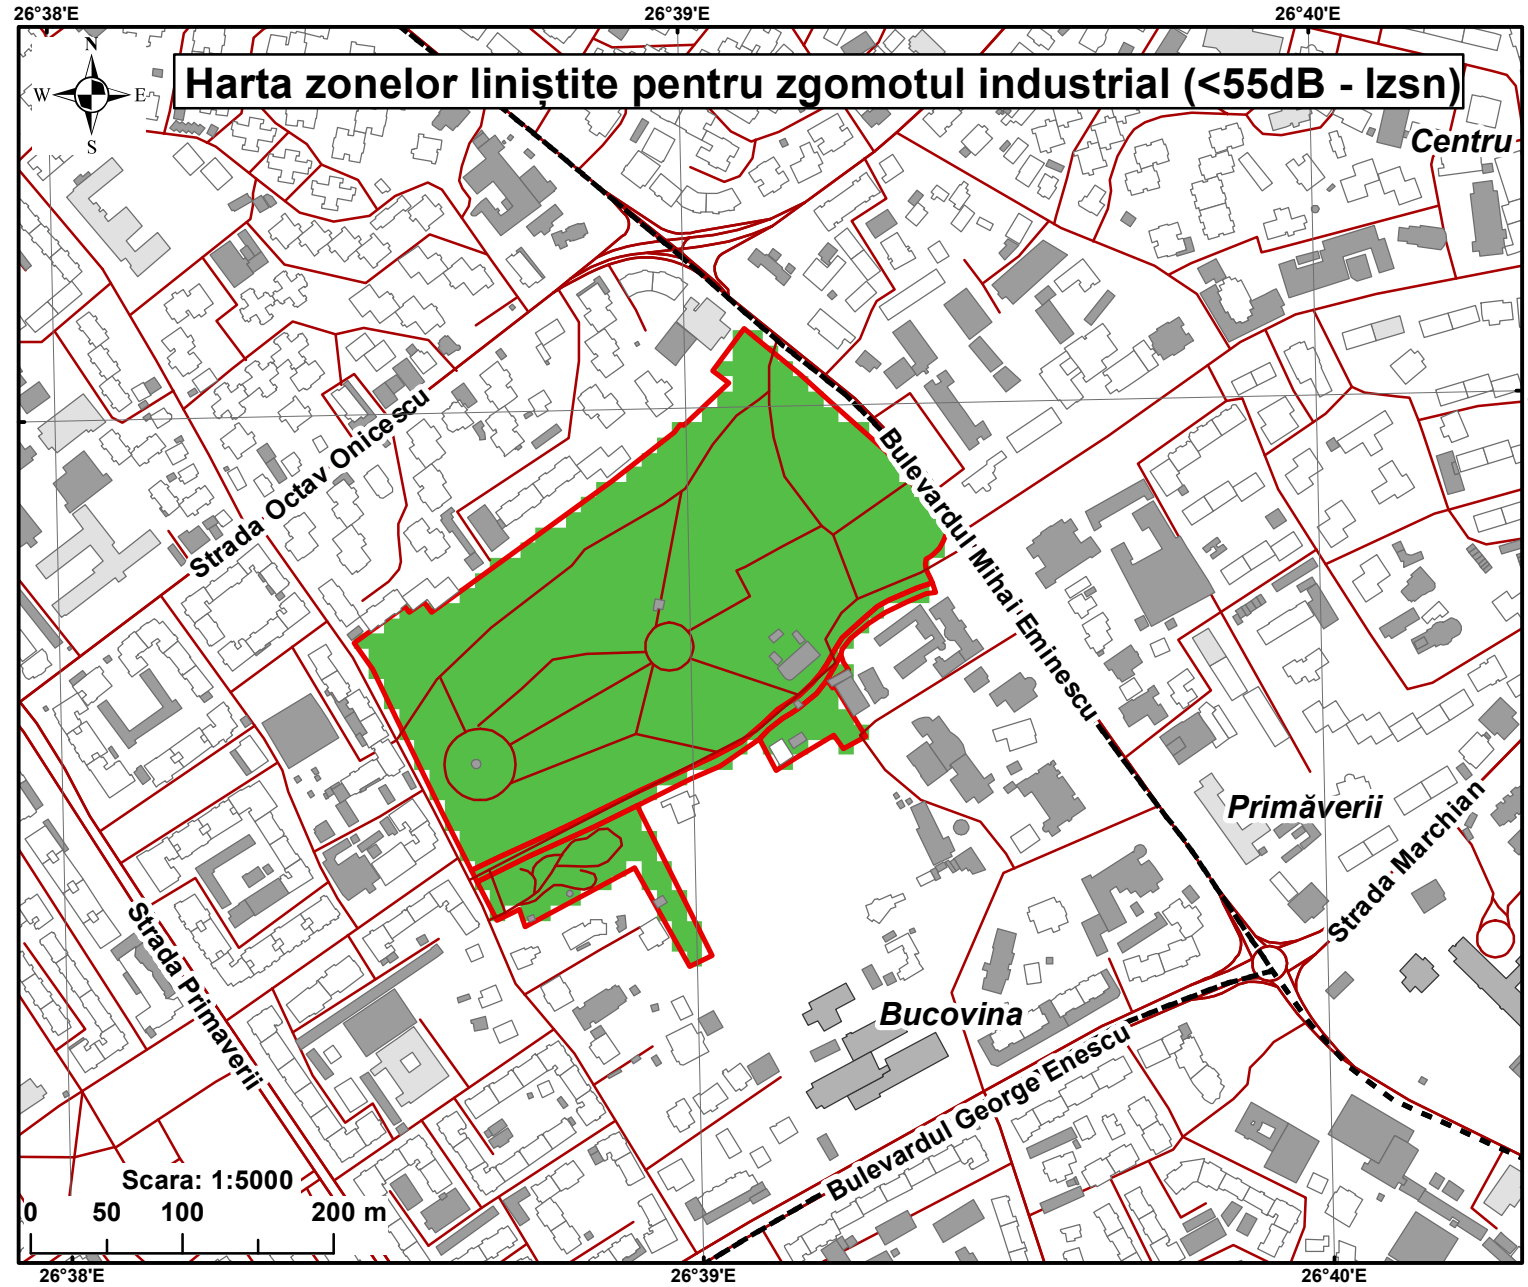 26°38'E
26°39'E
26°40'E
N
W
E
S
Harta zonelor liniștite pentru zgomotul industrial (<55dB - lzsn)
Centru
Strada Octav Onicescu
Bulevardul Mihai Eminescu
Primăverii
Strada Marchian
Strada Primaverii
Bucovina
Bulevardul George Enescu
Scara: 1:5000
0 50 100 200 m
26°38'E
26°39'E
26°40'E